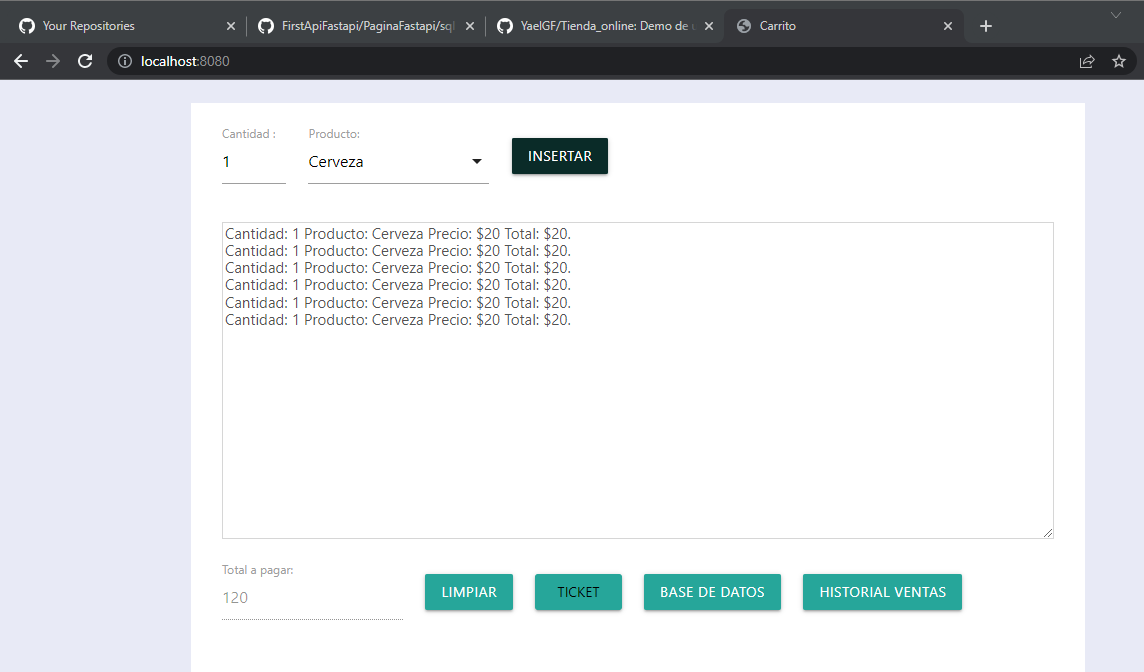 Your Repositories
FirstApiFastapi/PaginaFastapi/sql
YaelGF/Tienda_online: Demo de u
Carrito
localhost:8080
Cantidad :
Producto:
1
Cerveza
INSERTAR
Cantidad: 1 Producto: Cerveza Precio: $20 Total: $20.
Cantidad: 1 Producto: Cerveza Precio: $20 Total: $20.
Cantidad: 1 Producto: Cerveza Precio: $20 Total: $20.
Cantidad: 1 Producto: Cerveza Precio: $20 Total: $20.
Cantidad: 1 Producto: Cerveza Precio: $20 Total: $20.
Cantidad: 1 Producto: Cerveza Precio: $20 Total: $20.
Total a pagar:
120
LIMPIAR
TICKET
BASE DE DATOS
HISTORIAL VENTAS